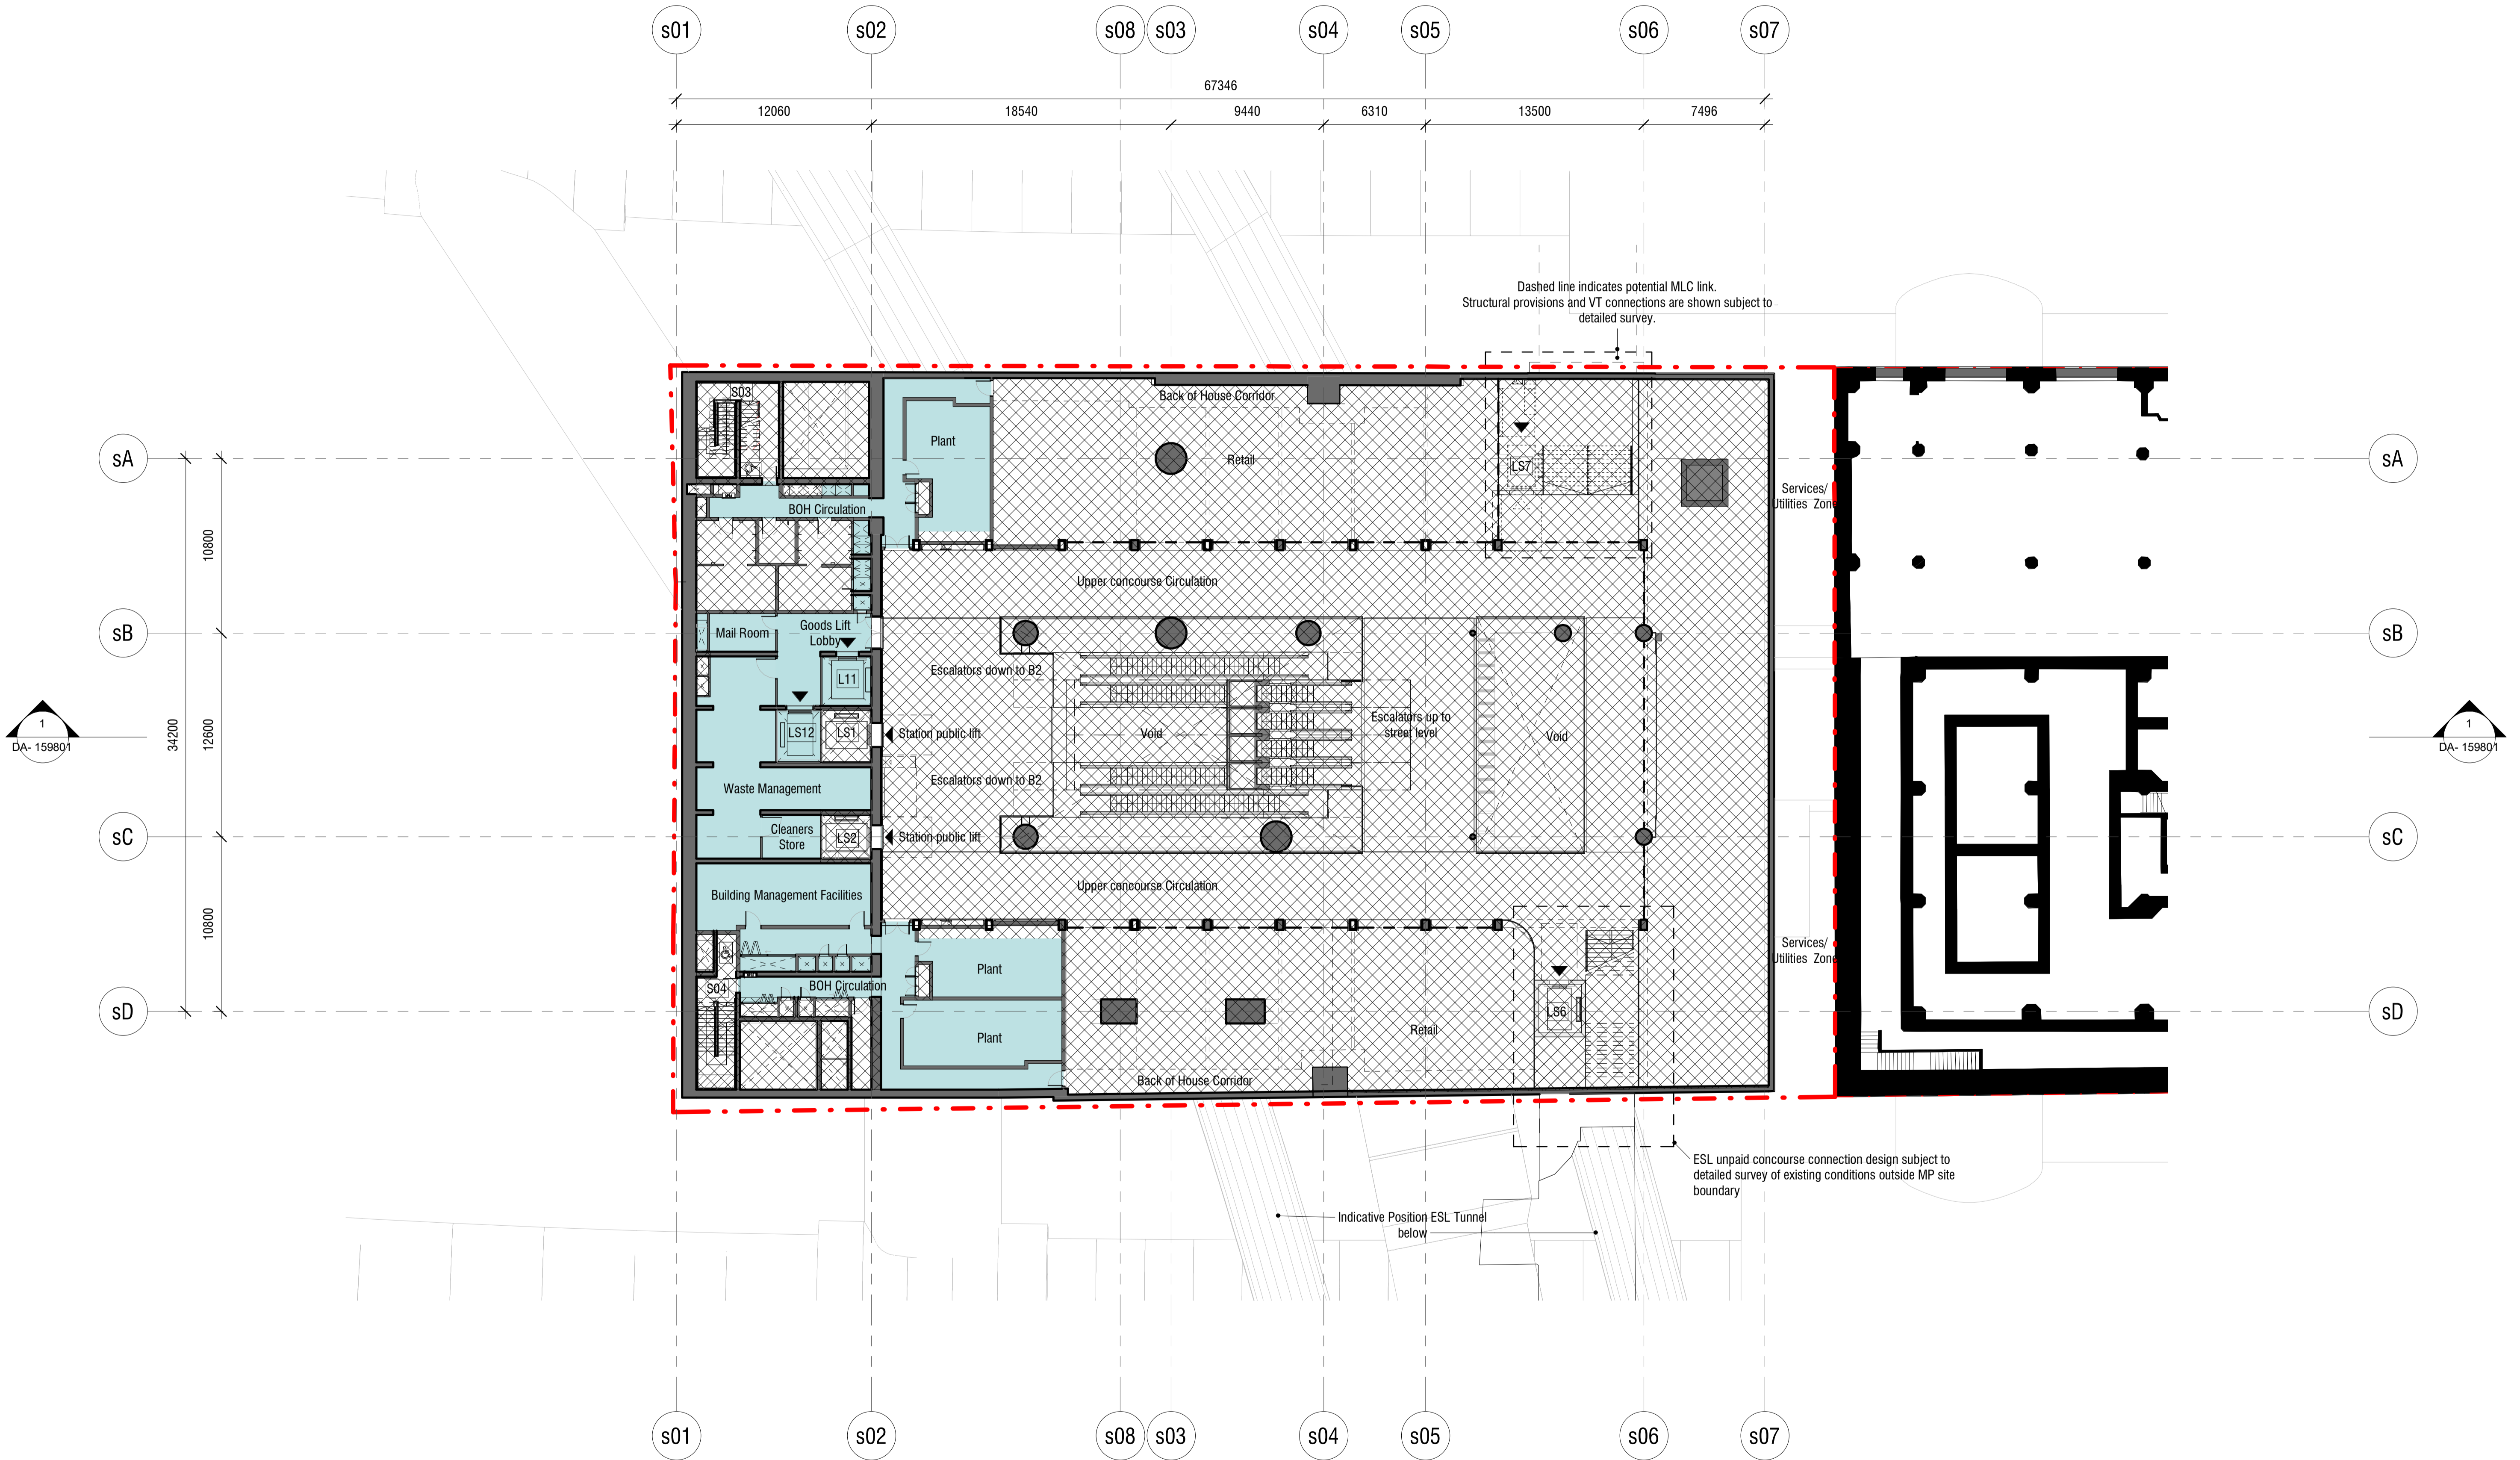 s01 s02 s08 s03 s04 s05 s06 s07
67346
12060 18540 9440 6310 13500 7496
Dashed line indicates potential MLC link.
Structural provisions and VT connections are shown subject to
detailed survey.
S03
Back of House Corridor
Plant
sA
Retail
sA
LS7
Services/
Utilities Zone
BOH Circulation
10800
Upper concourse Circulation
sB
Mail Room
Goods Lift
Lobby
sB
Escalators down to B2
L11
34200
12600
1
DA- 159801
LS12
LS1
Station public lift
Void
Escalators up to
street level
Void
1
DA- 159801
Escalators down to B2
Waste Management
sC
Cleaners
Store
LS2
Station public lift
sC
Upper concourse Circulation
Building Management Facilities
10800
Services/
Utilities Zone
Plant
S04
BOH Circulation
sD
LS6
sD
Retail
Plant
Back of House Corridor
ESL unpaid concourse connection design subject to
detailed survey of existing conditions outside MP site
boundary
Indicative Position ESL Tunnel
below
s01 s02 s08 s03 s04 s05 s06 s07